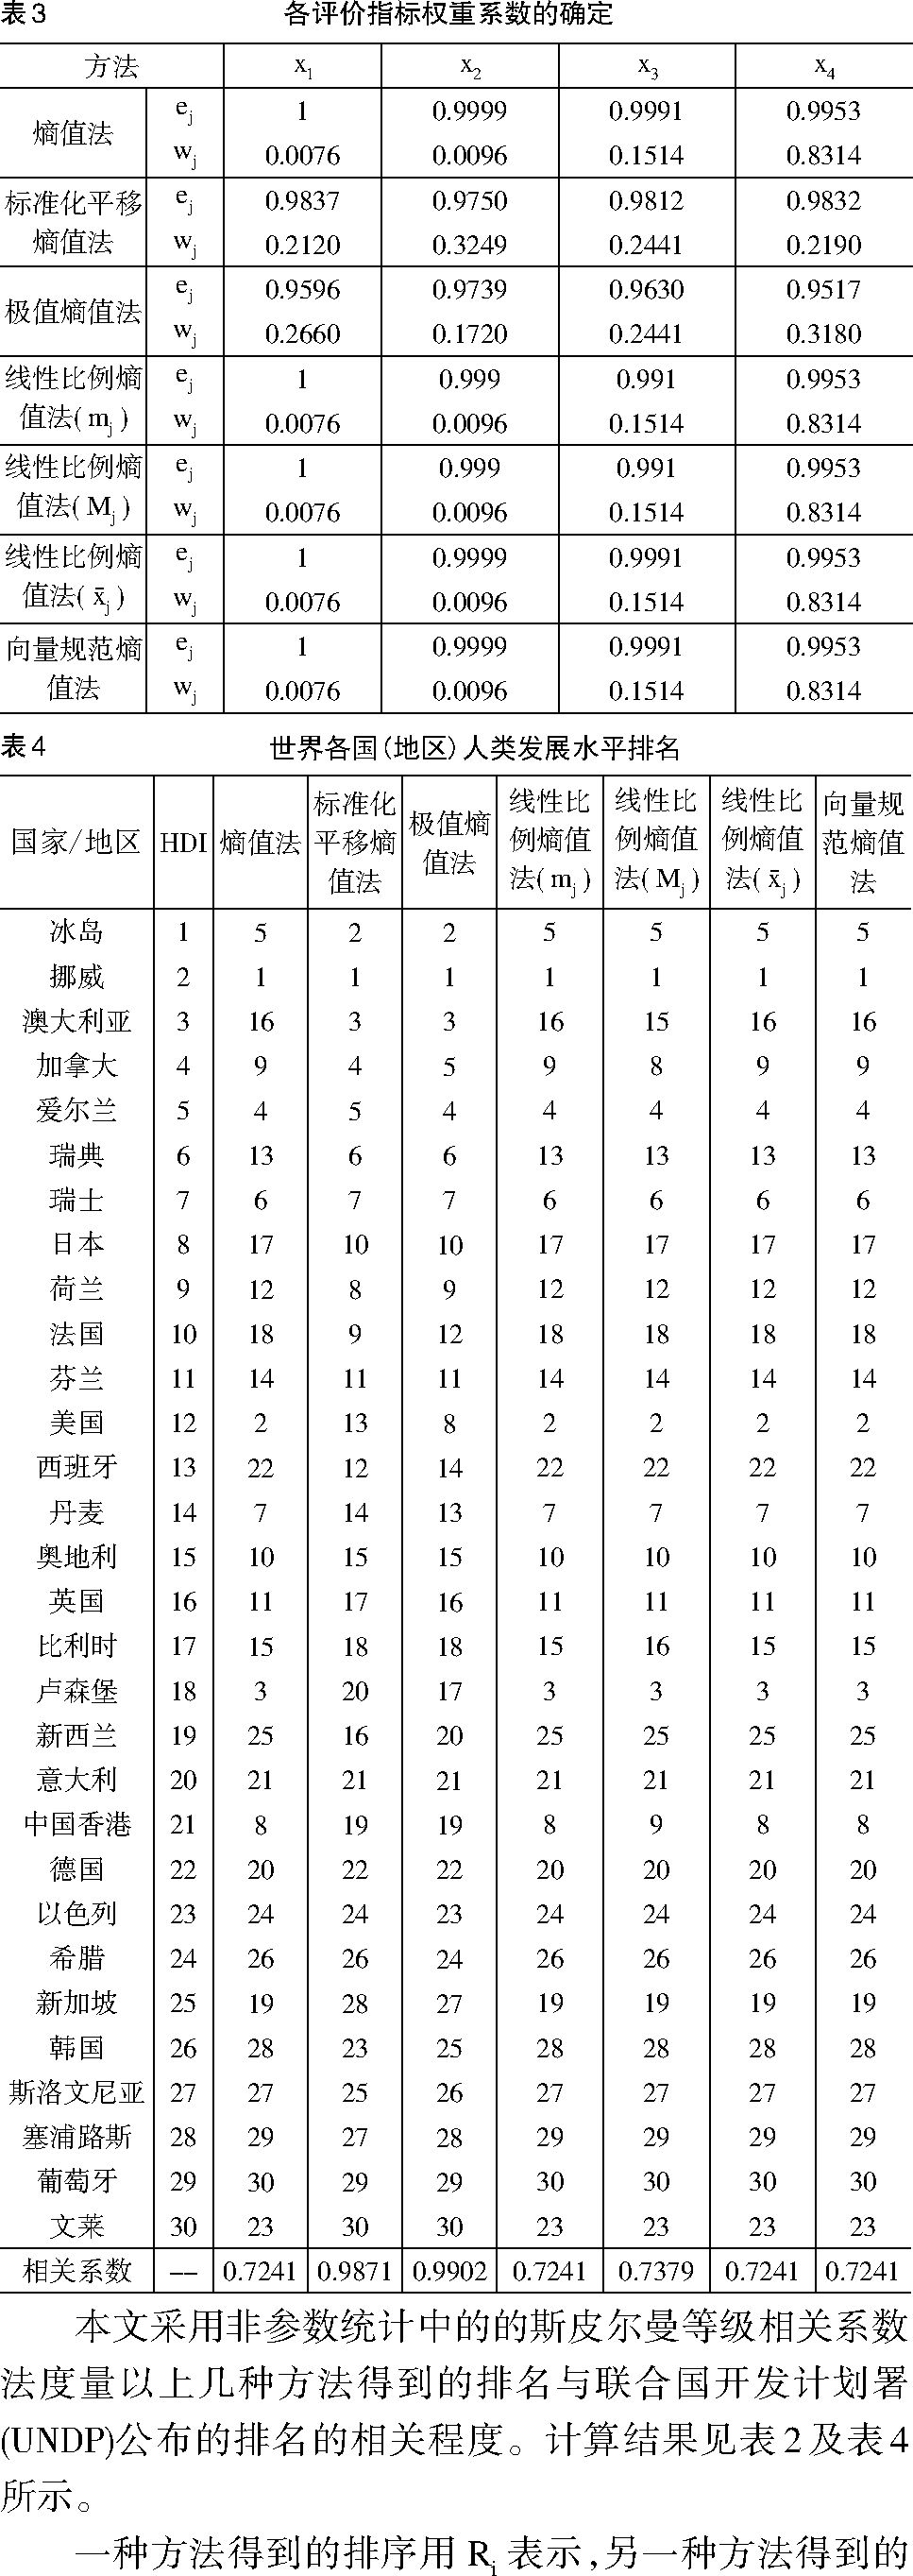 表3 各评价指标权重系数的确定
方法 x1 x2 x3 x4
熵值法 ej 1 0.9999 0.9991 0.9953
wj 0.0076 0.0096 0.1514 0.8314
标准化平移熵值法 ej 0.9837 0.9750 0.9812 0.9832
wj 0.2120 0.3249 0.2441 0.2190
极值熵值法 ej 0.9596 0.9739 0.9630 0.9517
wj 0.2660 0.1720 0.2441 0.3180
线性比例熵值法(mj) ej 1 0.999 0.991 0.9953
wj 0.0076 0.0096 0.1514 0.8314
线性比例熵值法(Mj) ej 1 0.999 0.991 0.9953
wj 0.0076 0.0096 0.1514 0.8314
线性比例熵值法(x̄j) ej 1 0.9999 0.9991 0.9953
wj 0.0076 0.0096 0.1514 0.8314
向量规范熵值法 ej 1 0.9999 0.9991 0.9953
wj 0.0076 0.0096 0.1514 0.8314
表4 世界各国(地区)人类发展水平排名
国家/地区 HDI 熵值法 标准化平移熵值法 极值熵值法 线性比例熵值法(mj) 线性比例熵值法(Mj) 线性比例熵值法(x̄j) 向量规范熵值法
冰岛 1 5 2 2 5 5 5 5
挪威 2 1 1 1 1 1 1 1
澳大利亚 3 16 3 3 16 15 16 16
加拿大 4 9 4 5 9 8 9 9
爱尔兰 5 4 5 4 4 4 4 4
瑞典 6 13 6 6 13 13 13 13
瑞士 7 6 7 7 6 6 6 6
日本 8 17 10 10 17 17 17 17
荷兰 9 12 8 9 12 12 12 12
法国 10 18 9 12 18 18 18 18
芬兰 11 14 11 11 14 14 14 14
美国 12 2 13 8 2 2 2 2
西班牙 13 22 12 14 22 22 22 22
丹麦 14 7 14 13 7 7 7 7
奥地利 15 10 15 15 10 10 10 10
英国 16 11 17 16 11 11 11 11
比利时 17 15 18 18 15 16 15 15
卢森堡 18 3 20 17 3 3 3 3
新西兰 19 25 16 20 25 25 25 25
意大利 20 21 21 21 21 21 21 21
中国香港 21 8 19 19 8 9 8 8
德国 22 20 22 22 20 20 20 20
以色列 23 24 24 23 24 24 24 24
希腊 24 26 26 24 26 26 26 26
新加坡 25 19 28 27 19 19 19 19
韩国 26 28 23 25 28 28 28 28
斯洛文尼亚 27 27 25 26 27 27 27 27
塞浦路斯 28 29 27 28 29 29 29 29
葡萄牙 29 30 29 29 30 30 30 30
文莱 30 23 30 30 23 23 23 23
相关系数 -- 0.7241 0.9871 0.9902 0.7241 0.7379 0.7241 0.7241
本文采用非参数统计中的的斯皮尔曼等级相关系数
法度量以上几种方法得到的排名与联合国开发计划署
(UNDP)公布的排名的相关程度。计算结果见表2及表4
所示。
一种方法得到的排序用Ri表示,另一种方法得到的